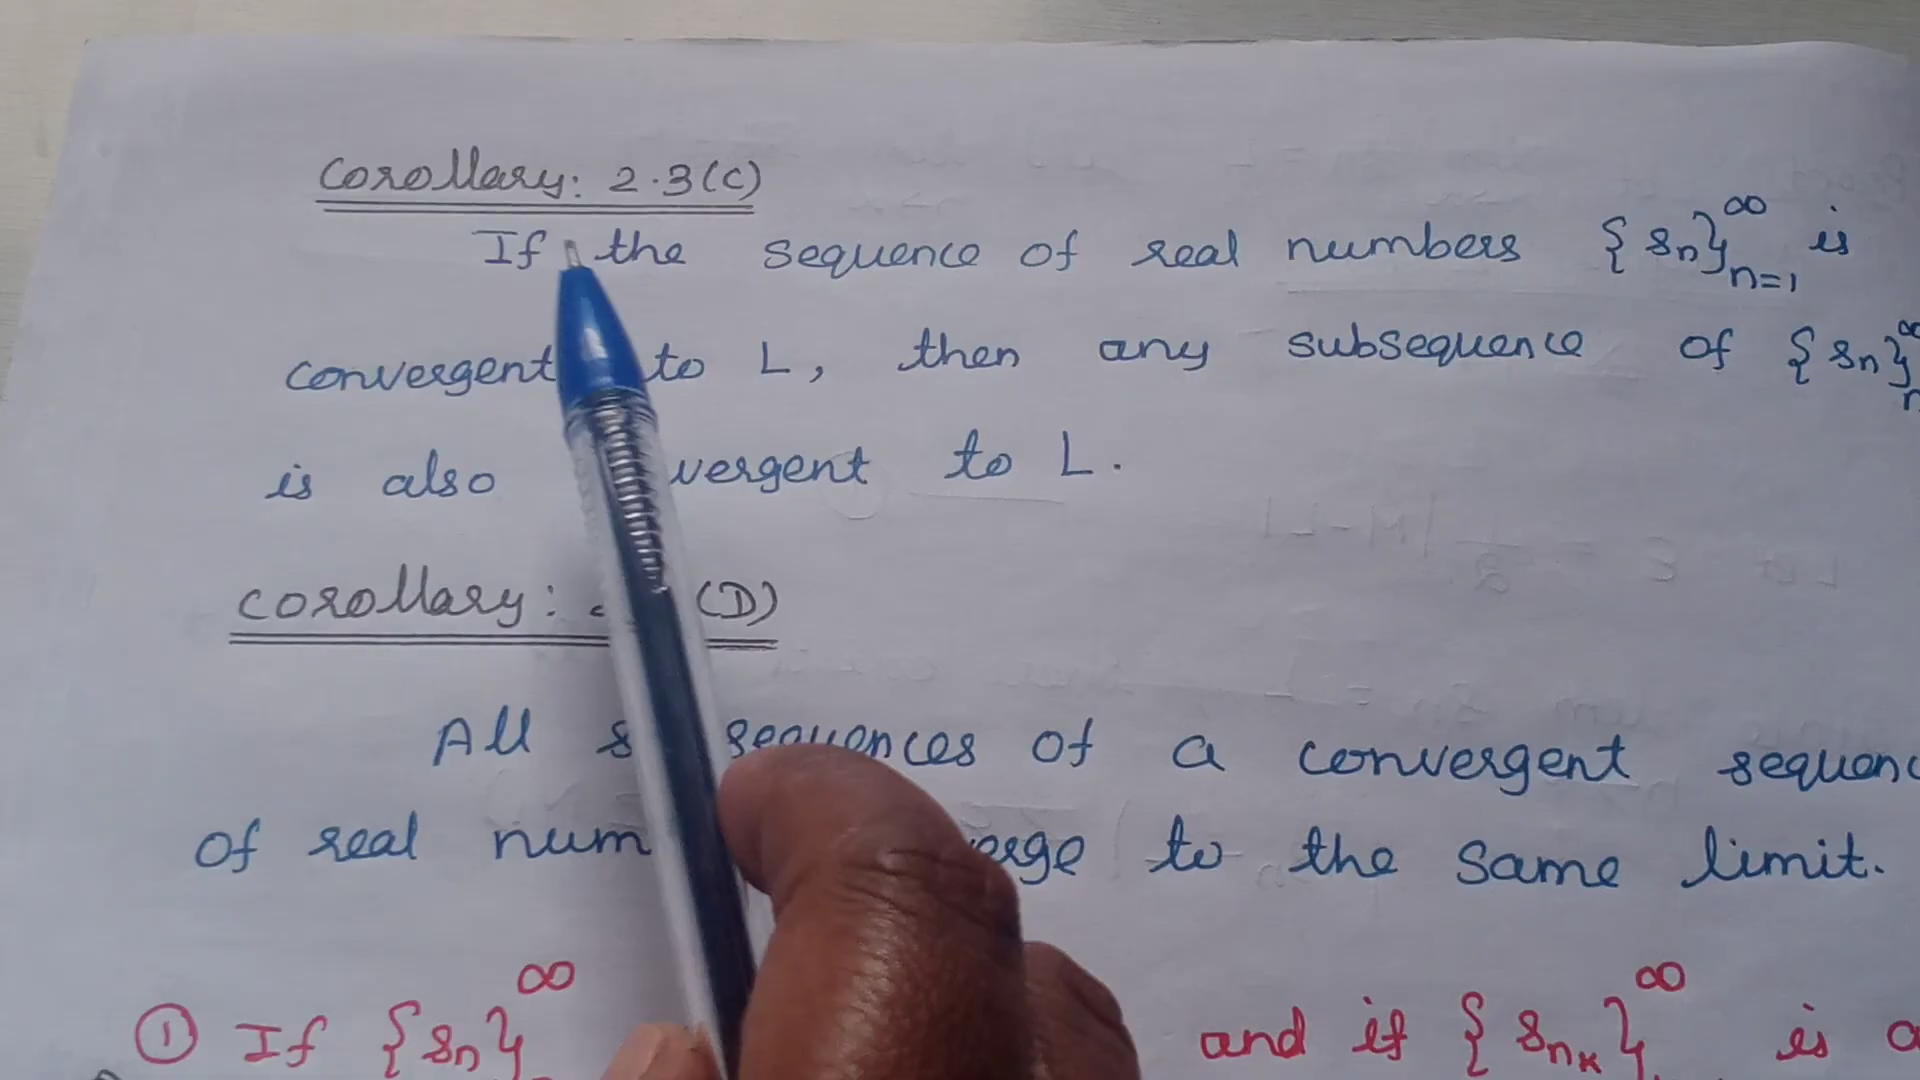 Corollary: 2.3(C)
If the sequence of real numbers {sn}∞n=1 is
convergent to L, then any subsequence of {sn}∞n
is also vergent to L.
Corollary: (D)
All s sequences of a convergent sequenc
of real num erge to the same limit.
① If {sn}∞ and if {snk}∞ is a